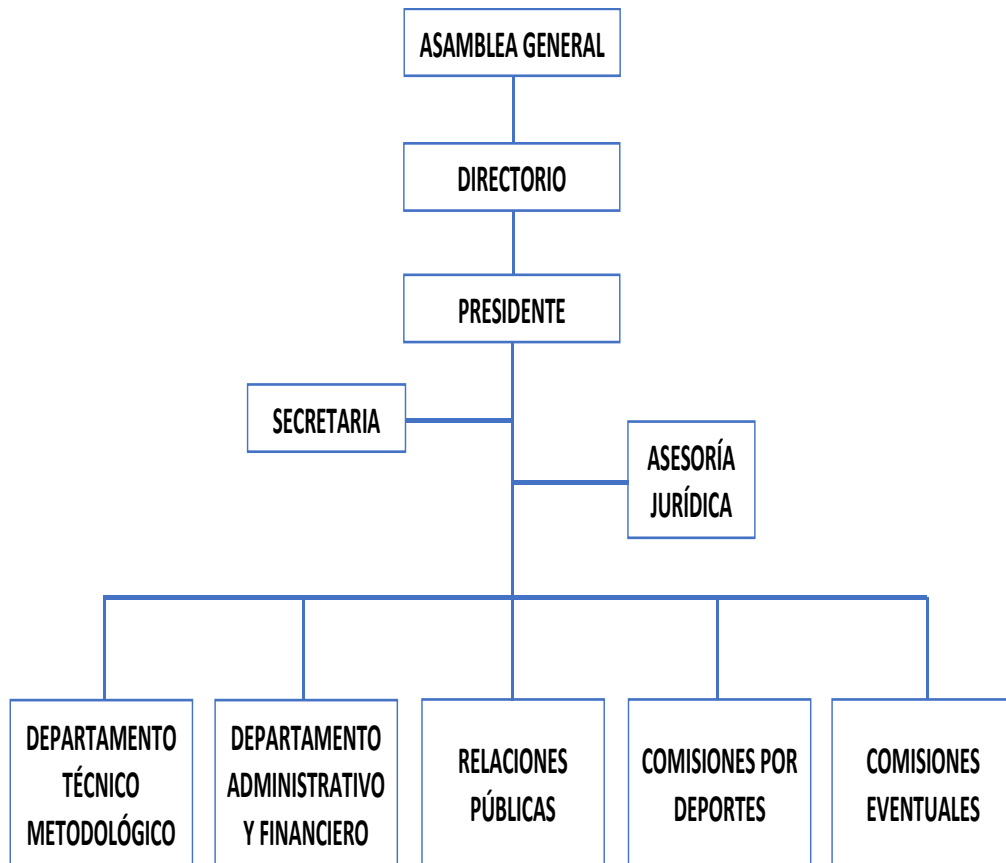 ASAMBLEA GENERAL
DIRECTORIO
PRESIDENTE
SECRETARIA
ASESORÍA
JURÍDICA
DEPARTAMENTO
TÉCNICO
METODOLÓGICO
DEPARTAMENTO
ADMINISTRATIVO
Y FINANCIERO
RELACIONES
PÚBLICAS
COMISIONES POR
DEPORTES
COMISIONES
EVENTUALES